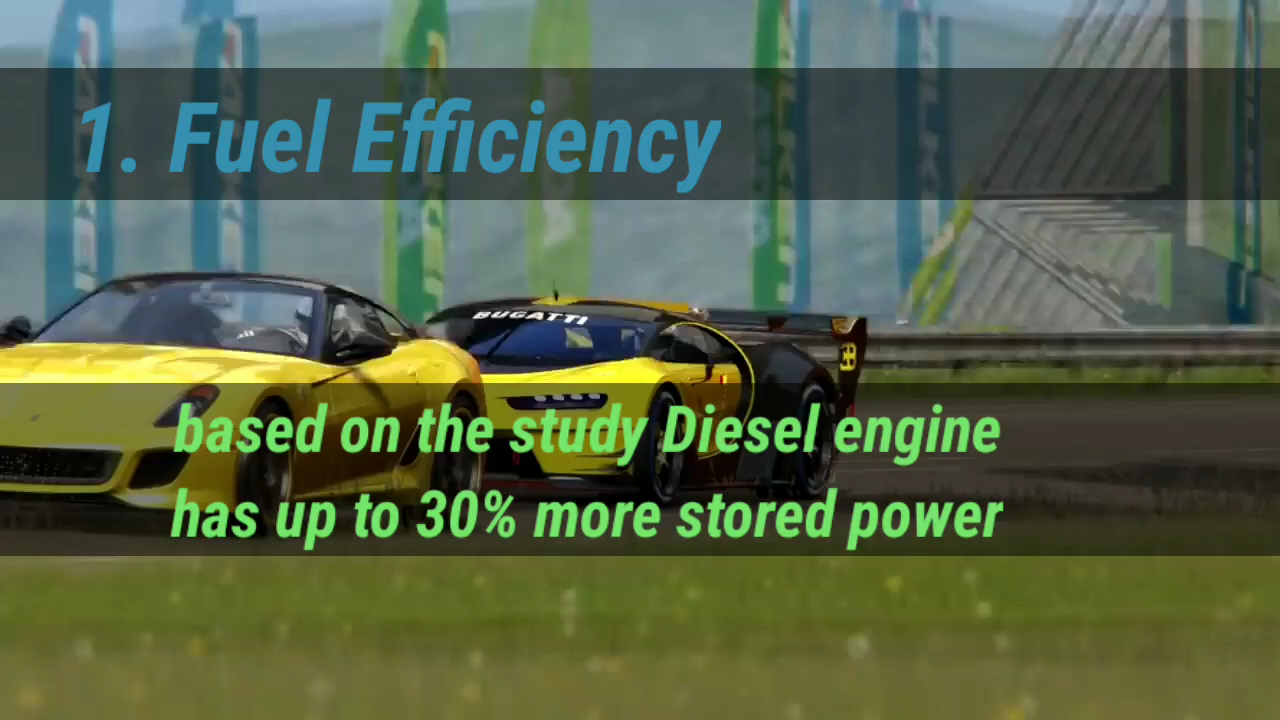 1. Fuel Efficiency
BUGATTI
based on the study Diesel engine
has up to 30% more stored power